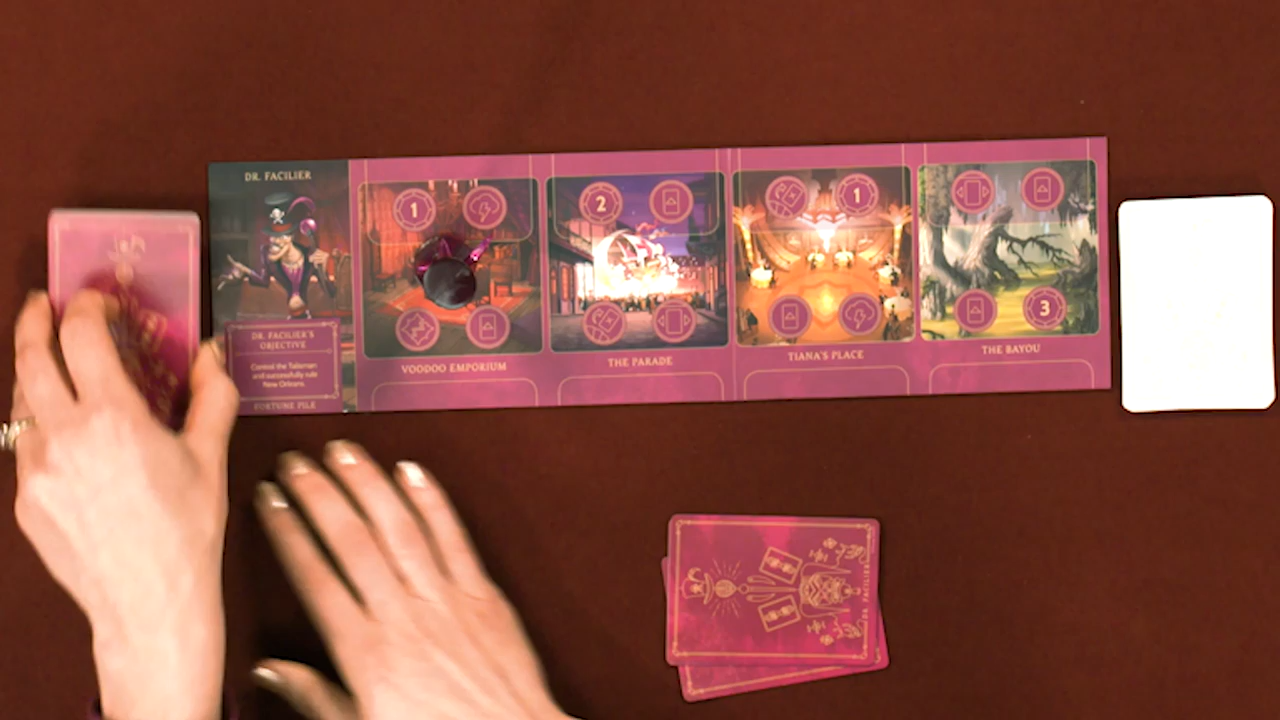 DR. FACILIER
DR. FACILIER'S
OBJECTIVE
Control the Talisman
and successfully rule
New Orleans.
FORTUNE PILE
1
2
1
3
VOODOO EMPORIUM
THE PARADE
TIANA'S PLACE
THE BAYOU
DR. FACILIER